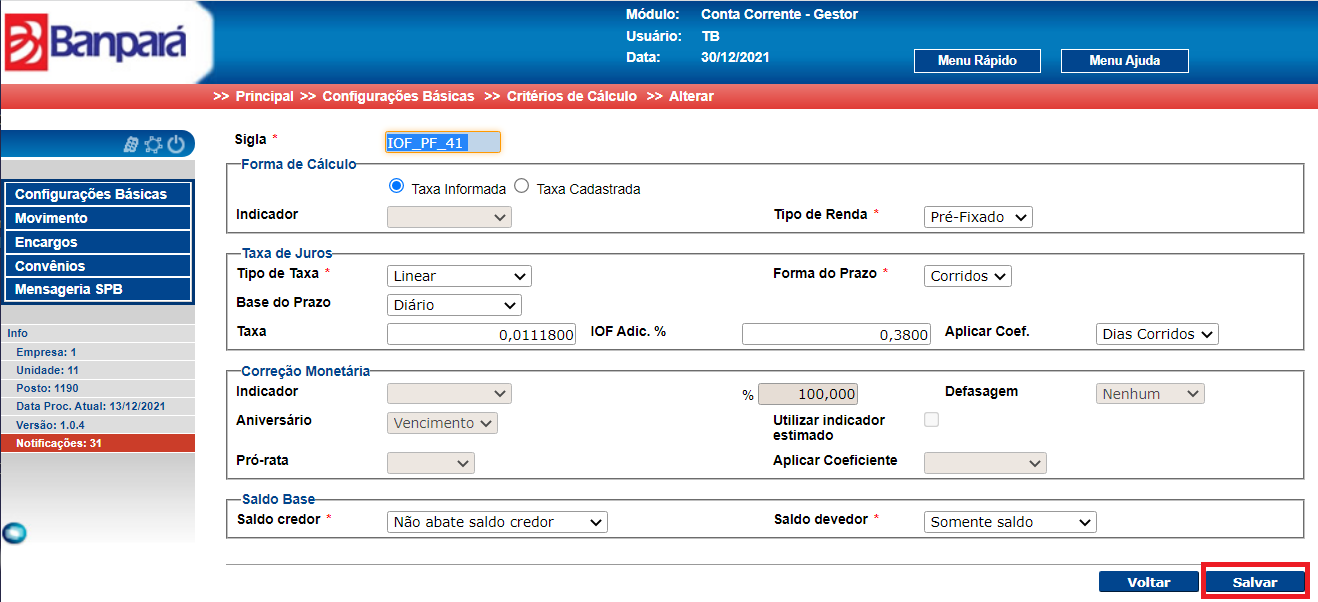 Banpará
Módulo: Conta Corrente - Gestor
Usuário: TB
Data: 30/12/2021
Menu Rápido Menu Ajuda
>> Principal >> Configurações Básicas >> Critérios de Cálculo >> Alterar
Configurações Básicas
Movimento
Encargos
Convênios
Mensageria SPB
Info
Empresa: 1
Unidade: 11
Posto: 1190
Data Proc. Atual: 13/12/2021
Versão: 1.0.4
Notificações: 31
Sigla * IOF_PF_41
Forma de Cálculo
Taxa Informada Taxa Cadastrada
Indicador Tipo de Renda * Pré-Fixado
Taxa de Juros
Tipo de Taxa * Linear Forma do Prazo * Corridos
Base do Prazo Diário
Taxa 0,0111800 IOF Adic. % 0,3800 Aplicar Coef. Dias Corridos
Correção Monetária
Indicador % 100,000 Defasagem Nenhum
Aniversário Vencimento Utilizar indicador
estimado
Pró-rata Aplicar Coeficiente
Saldo Base
Saldo credor * Não abate saldo credor Saldo devedor * Somente saldo
Voltar Salvar